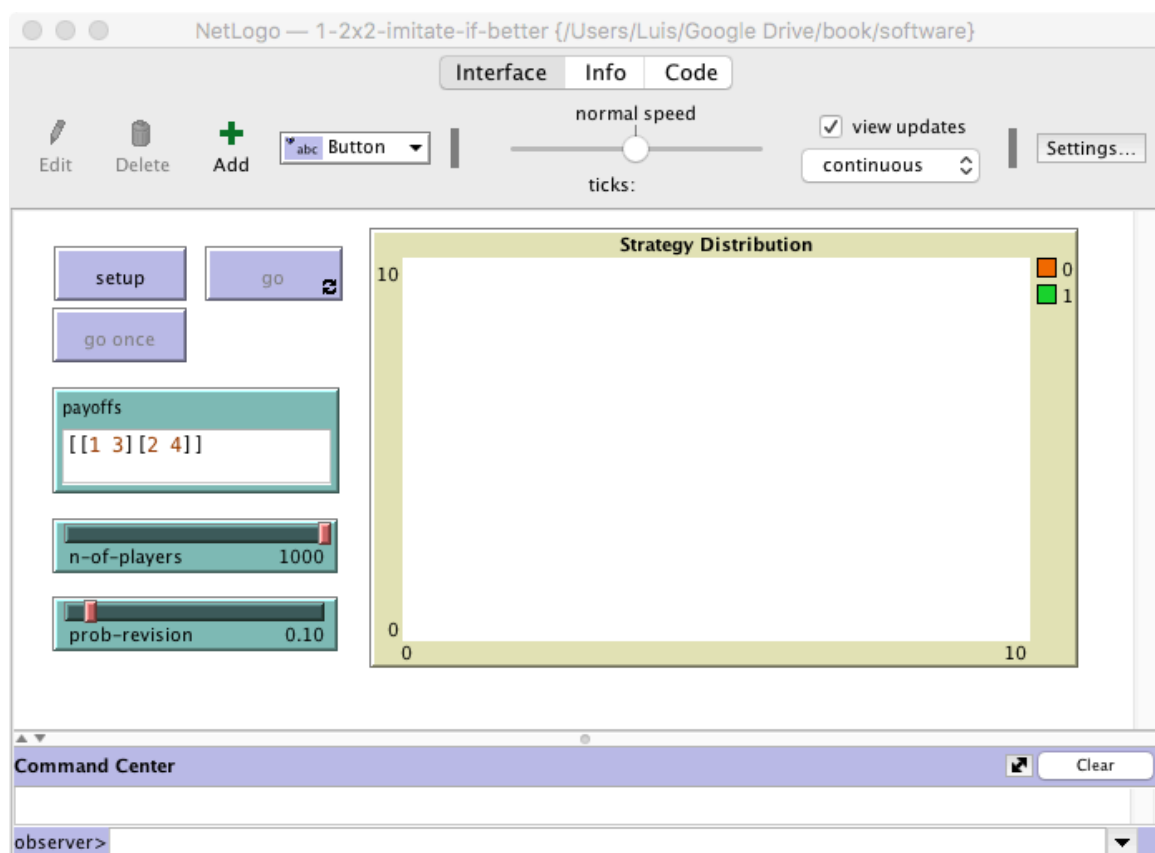 NetLogo — 1-2x2-imitate-if-better {/Users/Luis/Google Drive/book/software}
Interface Info Code
normal speed
Edit Delete Add abc Button view updates
continuous Settings...
ticks:
Strategy Distribution
setup go
go once
10
0
1
payoffs
[[1 3][2 4]]
n-of-players 1000
prob-revision 0.10
0
0 10
Command Center Clear
observer>